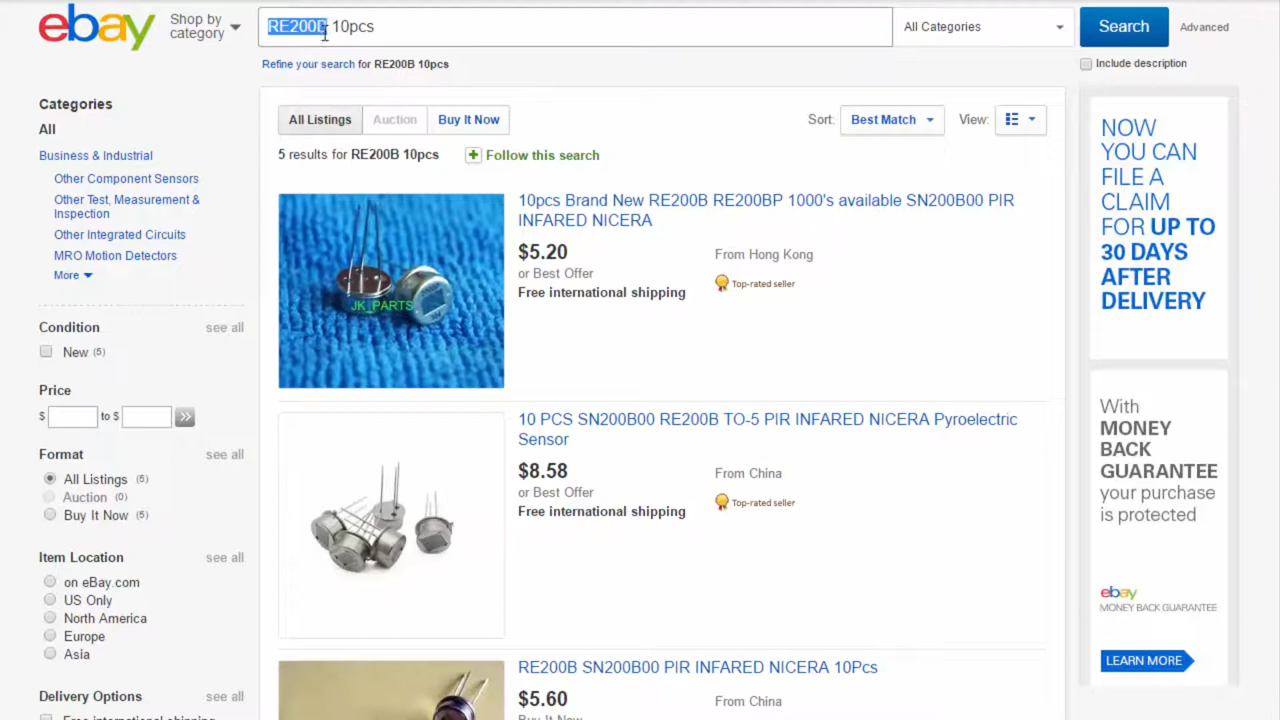 ebay
Shop by
category
RE200B 10pcs
All Categories
Search
Advanced
Refine your search for RE200B 10pcs
Include description
Categories
All
Business & Industrial
Other Component Sensors
Other Test, Measurement &
Inspection
Other Integrated Circuits
MRO Motion Detectors
More
Condition
see all
New (5)
Price
$ to $
Format
see all
All Listings (5)
Auction (0)
Buy It Now (5)
Item Location
see all
on eBay.com
US Only
North America
Europe
Asia
Delivery Options
see all
Free international shipping
All Listings
Auction
Buy It Now
Sort:
Best Match
View:
5 results for RE200B 10pcs
Follow this search
JK_PARTS
10pcs Brand New RE200B RE200BP 1000's available SN200B00 PIR
INFARED NICERA
$5.20
From Hong Kong
or Best Offer
Top-rated seller
Free international shipping
10 PCS SN200B00 RE200B TO-5 PIR INFARED NICERA Pyroelectric
Sensor
$8.58
From China
or Best Offer
Top-rated seller
Free international shipping
RE200B SN200B00 PIR INFARED NICERA 10Pcs
$5.60
From China
Buy It Now
NOW
YOU CAN
FILE A
CLAIM
FOR UP TO
30 DAYS
AFTER
DELIVERY
With
MONEY
BACK
GUARANTEE
your purchase
is protected
ebay
MONEY BACK GUARANTEE
LEARN MORE